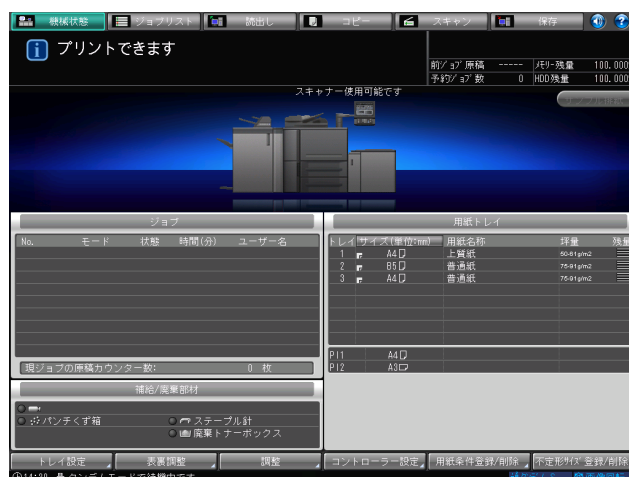 機械状態 ジョブリスト 読出し コピー スキャン 保存
プリントできます
前ジョブ原稿 ----- メモリー残量 100.000
予約ジョブ数 0 HDD残量 100.000
スキャナー使用可能です
ジョブ
No. モード 状態 時間(分) ユーザー名
現ジョブの原稿カウンター数: 0 枚
補給/廃棄部材
パンチくず箱 ステープル針
廃棄トナーボックス
用紙トレイ
トレイ サイズ(単位:mm) 用紙名称 坪量 残量
1 A4 上質紙 50-61g/m2
2 B5 普通紙 75-91g/m2
3 A4 普通紙 75-91g/m2
PI1 A4
PI2 A3
トレイ設定 表裏調整 調整 コントローラー設定 用紙条件登録/削除 不定形サイズ登録/削除